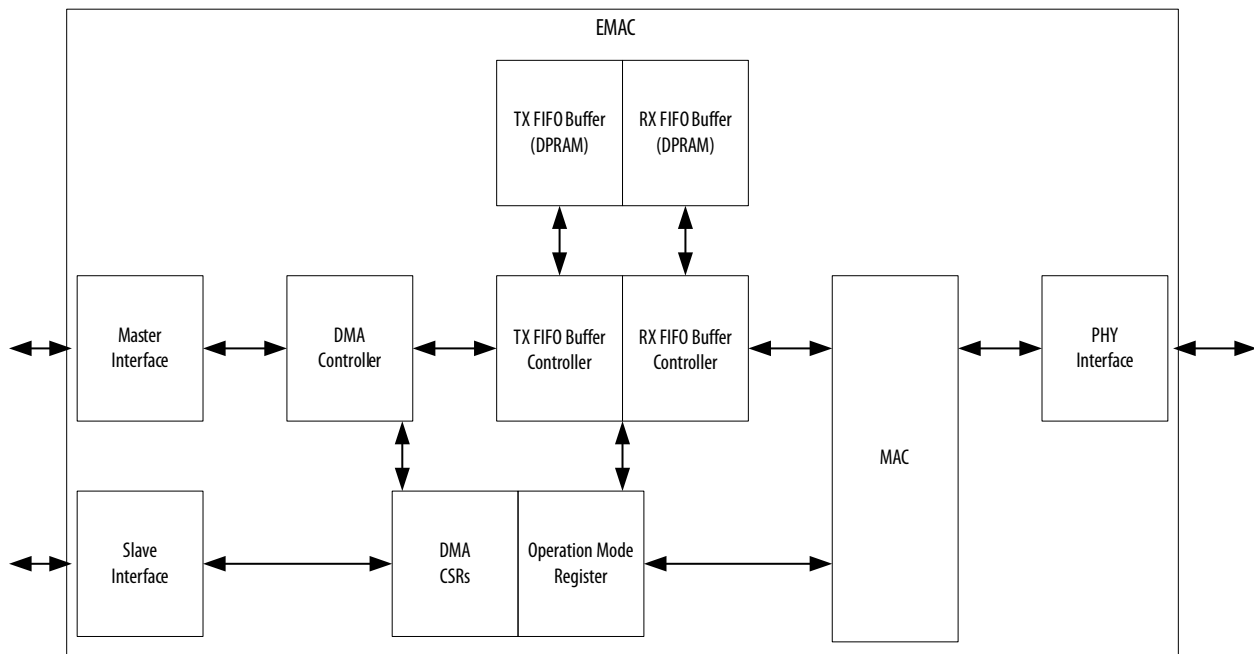 EMAC
TX FIFO Buffer
(DPRAM)
RX FIFO Buffer
(DPRAM)
Master
Interface
DMA
Controller
TX FIFO Buffer
Controller
RX FIFO Buffer
Controller
MAC
PHY
Interface
Slave
Interface
DMA
CSRs
Operation Mode
Register